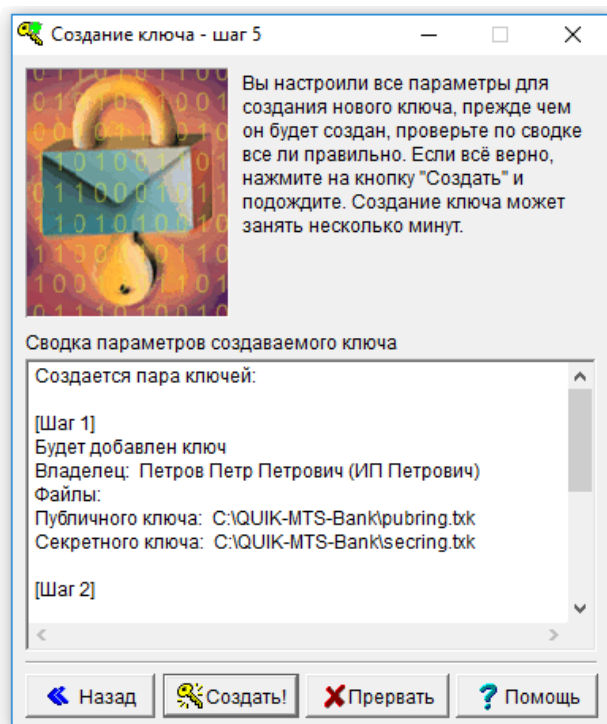 Создание ключа - шаг 5
Вы настроили все параметры для
создания нового ключа, прежде чем
он будет создан, проверьте по сводке
все ли правильно. Если всё верно,
нажмите на кнопку "Создать" и
подождите. Создание ключа может
занять несколько минут.
Сводка параметров создаваемого ключа
Создается пара ключей:
[Шаг 1]
Будет добавлен ключ
Владелец: Петров Петр Петрович (ИП Петрович)
Файлы:
Публичного ключа: C:\QUIK-MTS-Bank\pubring.txk
Секретного ключа: C:\QUIK-MTS-Bank\secring.txk
[Шаг 2]
Назад Создать! Прервать Помощь